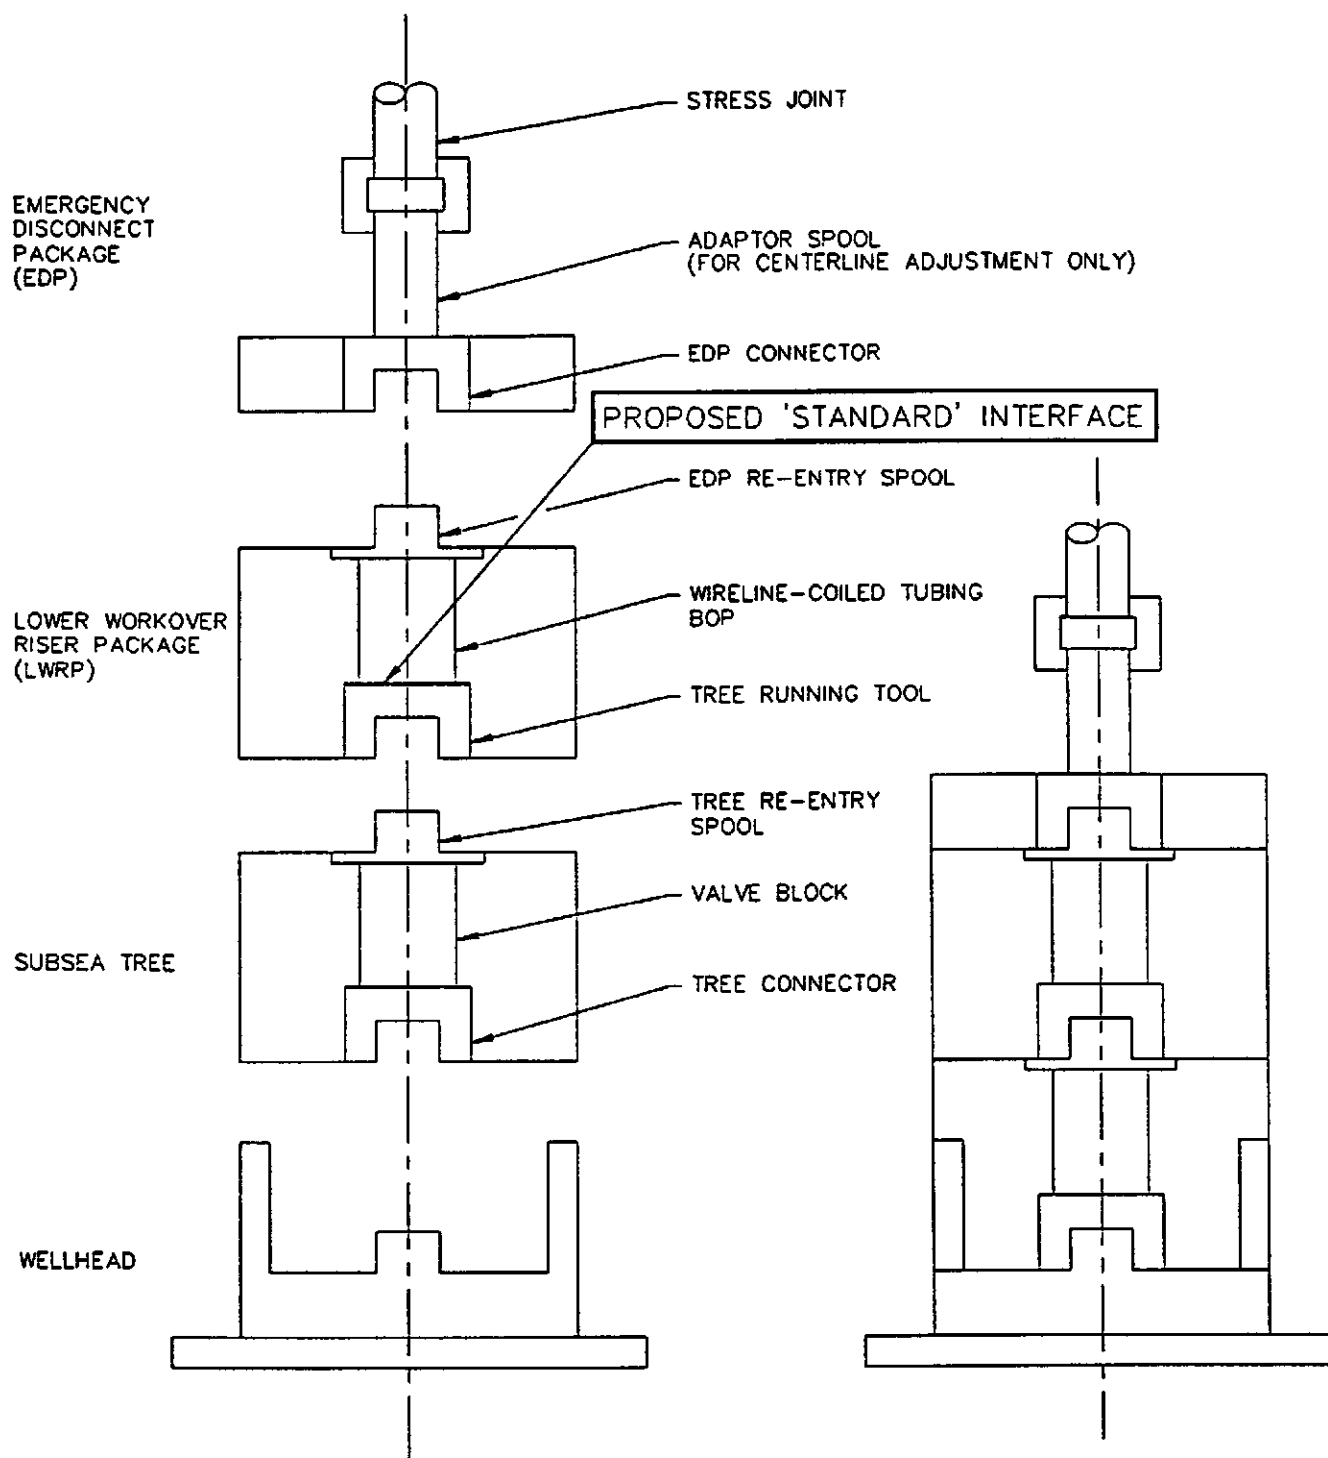 STRESS JOINT
EMERGENCY
DISCONNECT
PACKAGE
(EDP)
ADAPTOR SPOOL
(FOR CENTERLINE ADJUSTMENT ONLY)
EDP CONNECTOR
PROPOSED 'STANDARD' INTERFACE
EDP RE-ENTRY SPOOL
LOWER WORKOVER
RISER PACKAGE
(LWRP)
WIRELINE-COILED TUBING
BOP
TREE RUNNING TOOL
TREE RE-ENTRY
SPOOL
VALVE BLOCK
SUBSEA TREE
TREE CONNECTOR
WELLHEAD